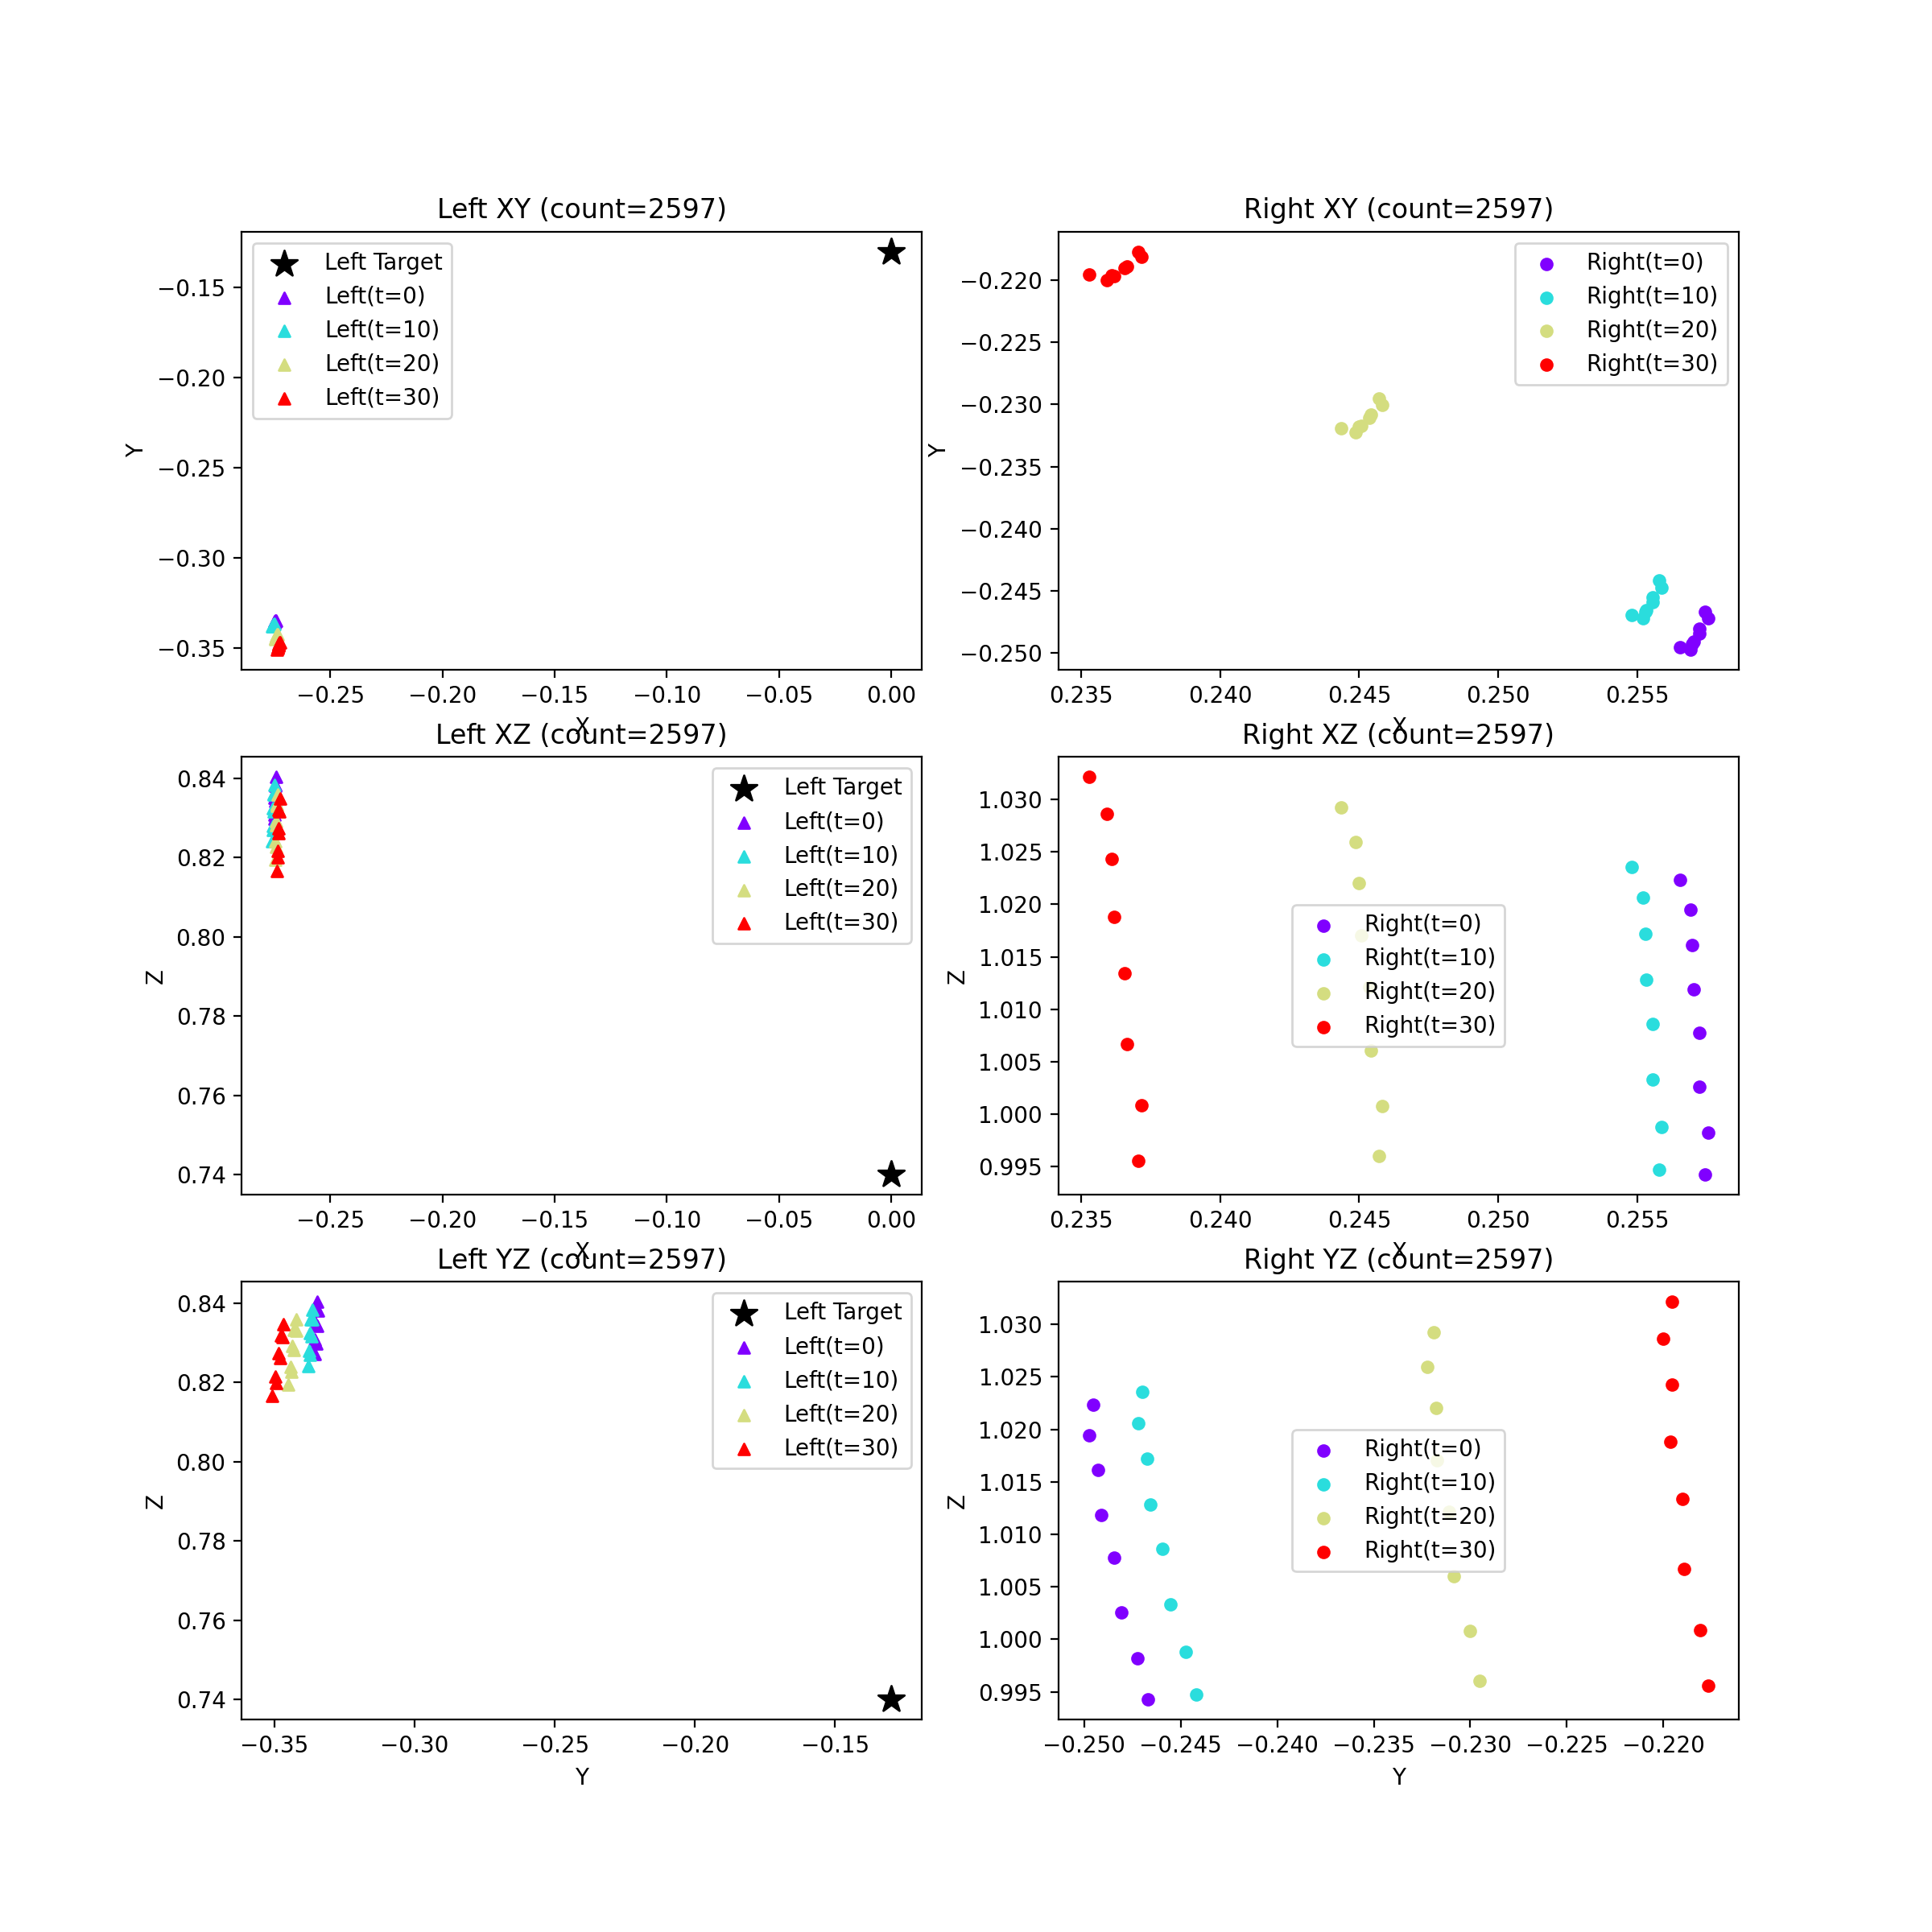 Left XY (count=2597)
Left Target
Left(t=0)
Left(t=10)
Left(t=20)
Left(t=30)
Y
−0.15
−0.20
−0.25
−0.30
−0.35
−0.25 −0.20 −0.15 −0.10 −0.05 0.00
X
Right XY (count=2597)
Right(t=0)
Right(t=10)
Right(t=20)
Right(t=30)
Y
−0.220
−0.225
−0.230
−0.235
−0.240
−0.245
−0.250
0.235 0.240 0.245 0.250 0.255
X
Left XZ (count=2597)
Left Target
Left(t=0)
Left(t=10)
Left(t=20)
Left(t=30)
Z
0.84
0.82
0.80
0.78
0.76
0.74
−0.25 −0.20 −0.15 −0.10 −0.05 0.00
X
Right XZ (count=2597)
Right(t=0)
Right(t=10)
Right(t=20)
Right(t=30)
Z
1.030
1.025
1.020
1.015
1.010
1.005
1.000
0.995
0.235 0.240 0.245 0.250 0.255
X
Left YZ (count=2597)
Left Target
Left(t=0)
Left(t=10)
Left(t=20)
Left(t=30)
Z
0.84
0.82
0.80
0.78
0.76
0.74
−0.35 −0.30 −0.25 −0.20 −0.15
Y
Right YZ (count=2597)
Right(t=0)
Right(t=10)
Right(t=20)
Right(t=30)
Z
1.030
1.025
1.020
1.015
1.010
1.005
1.000
0.995
−0.250 −0.245 −0.240 −0.235 −0.230 −0.225 −0.220
Y